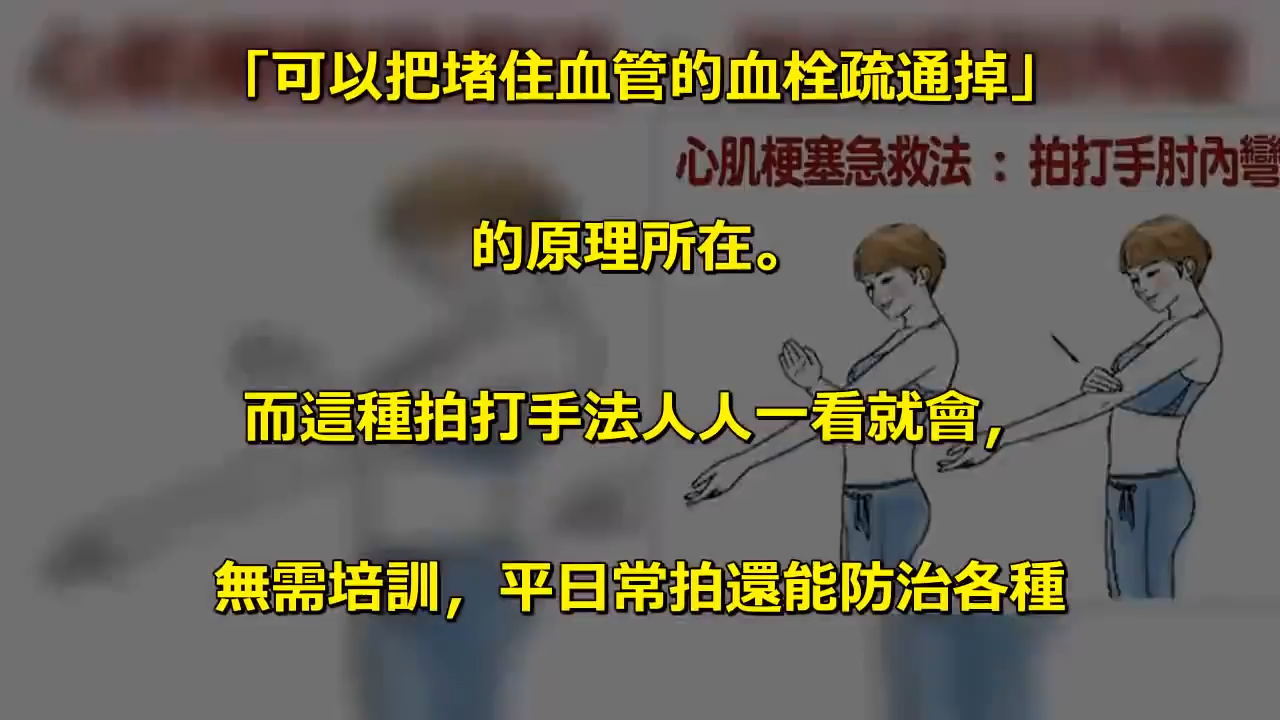 「可以把堵住血管的血栓疏通掉」
心肌梗塞急救法：拍打手肘內彎
的原理所在。
而這種拍打手法人人一看就會，
無需培訓，平日常拍還能防治各種